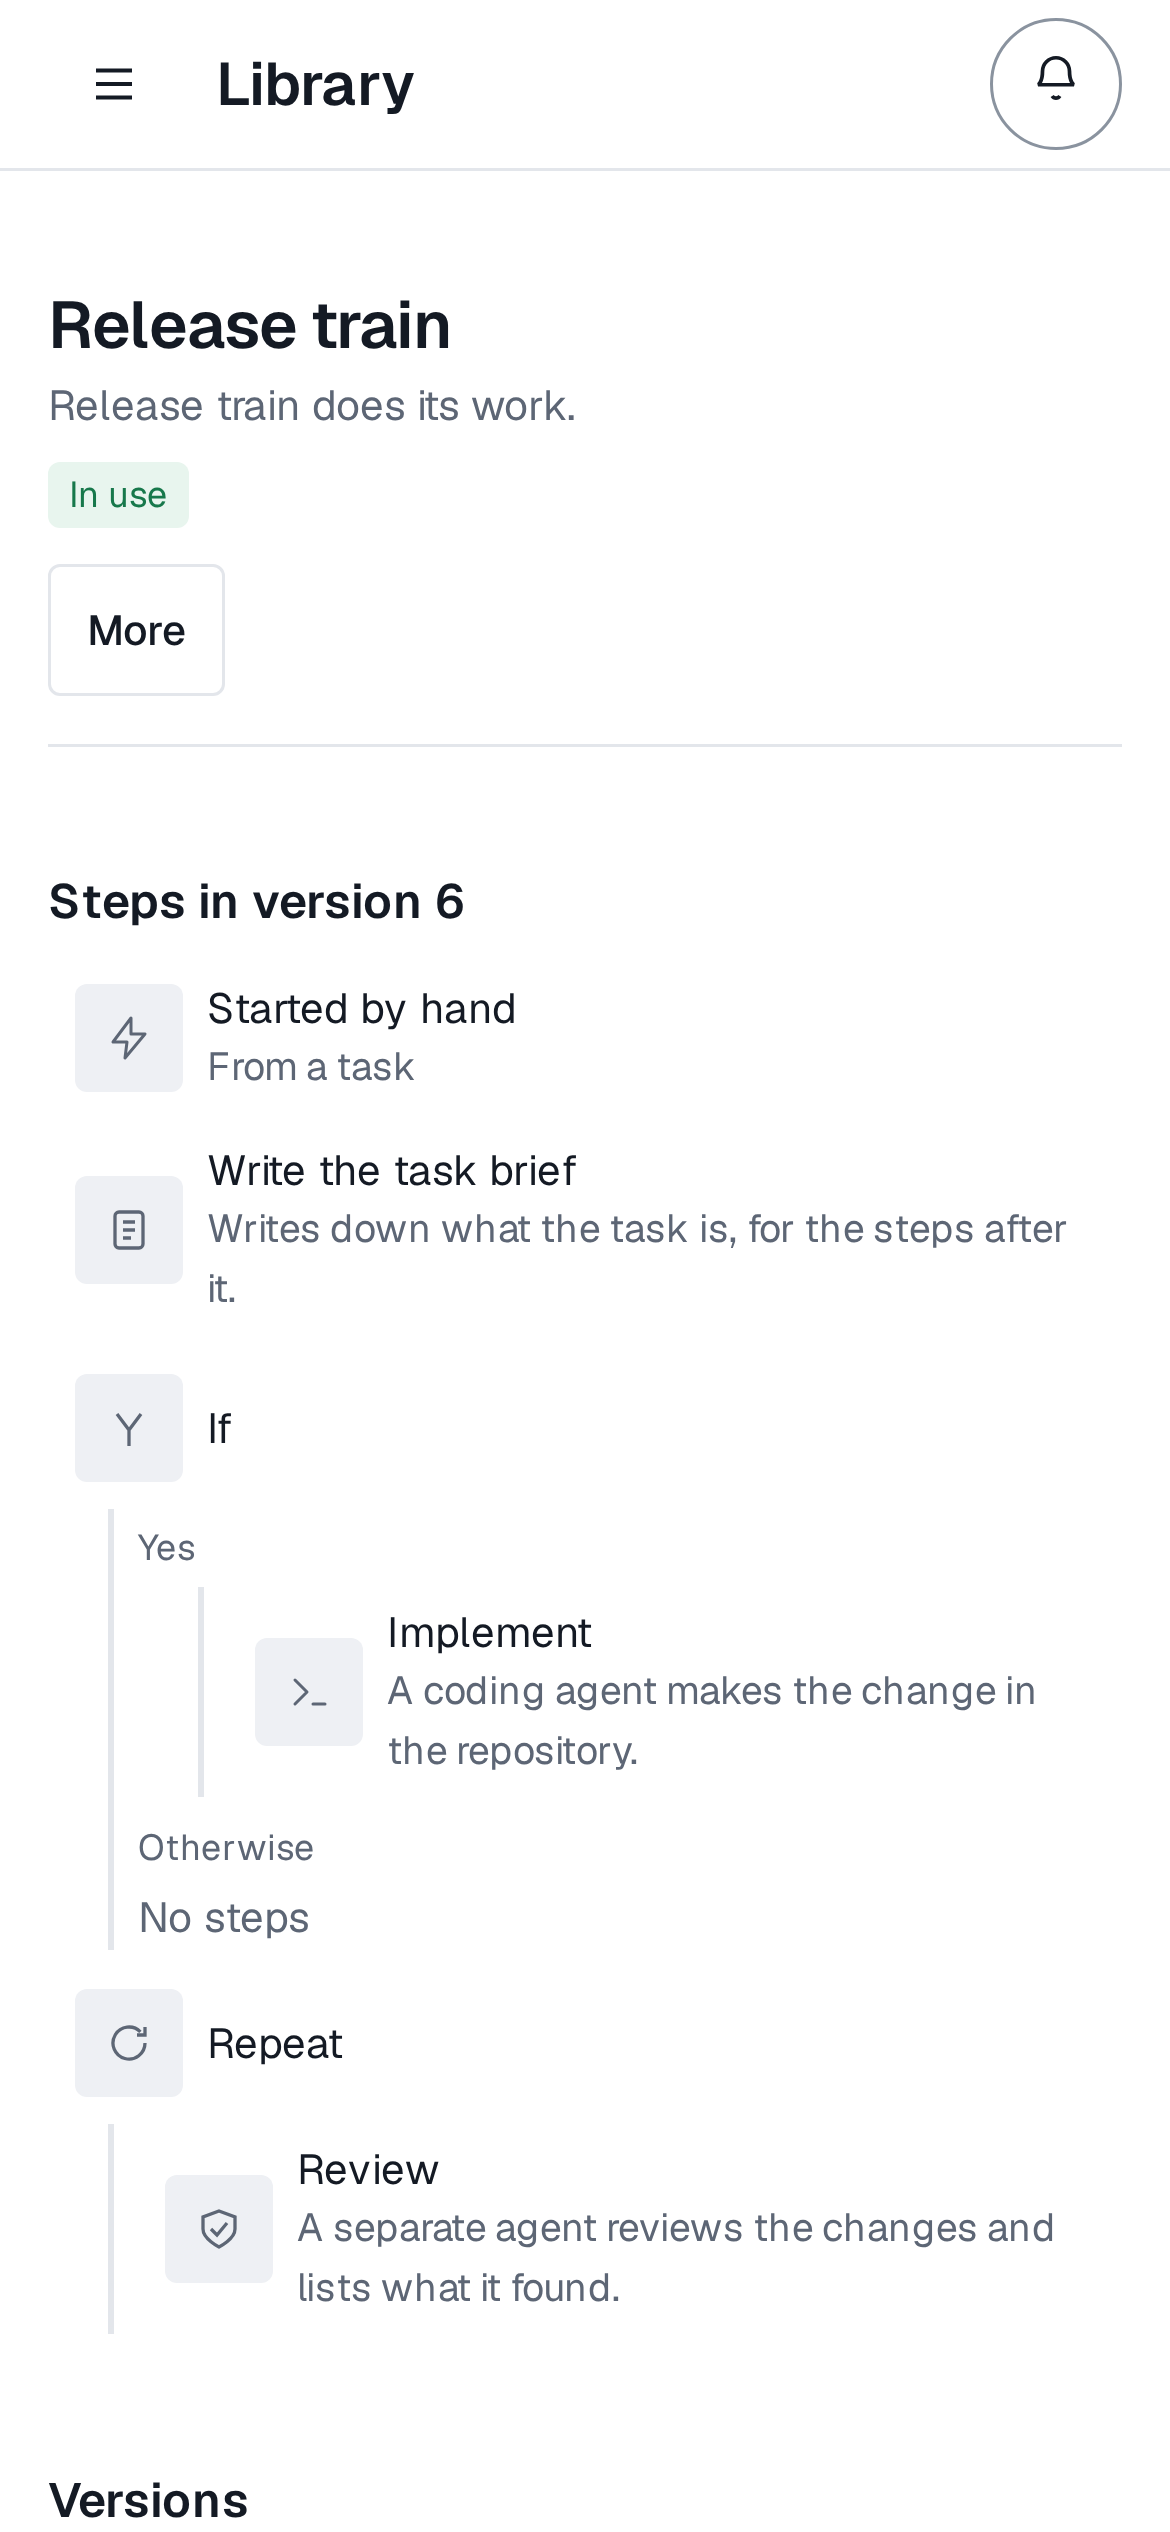 Library
Release train
Release train does its work.
In use
More
Steps in version 6
Started by hand
From a task
Write the task brief
Writes down what the task is, for the steps after
it.
If
Yes
Implement
A coding agent makes the change in
the repository.
Otherwise
No steps
Repeat
Review
A separate agent reviews the changes and
lists what it found.
Versions